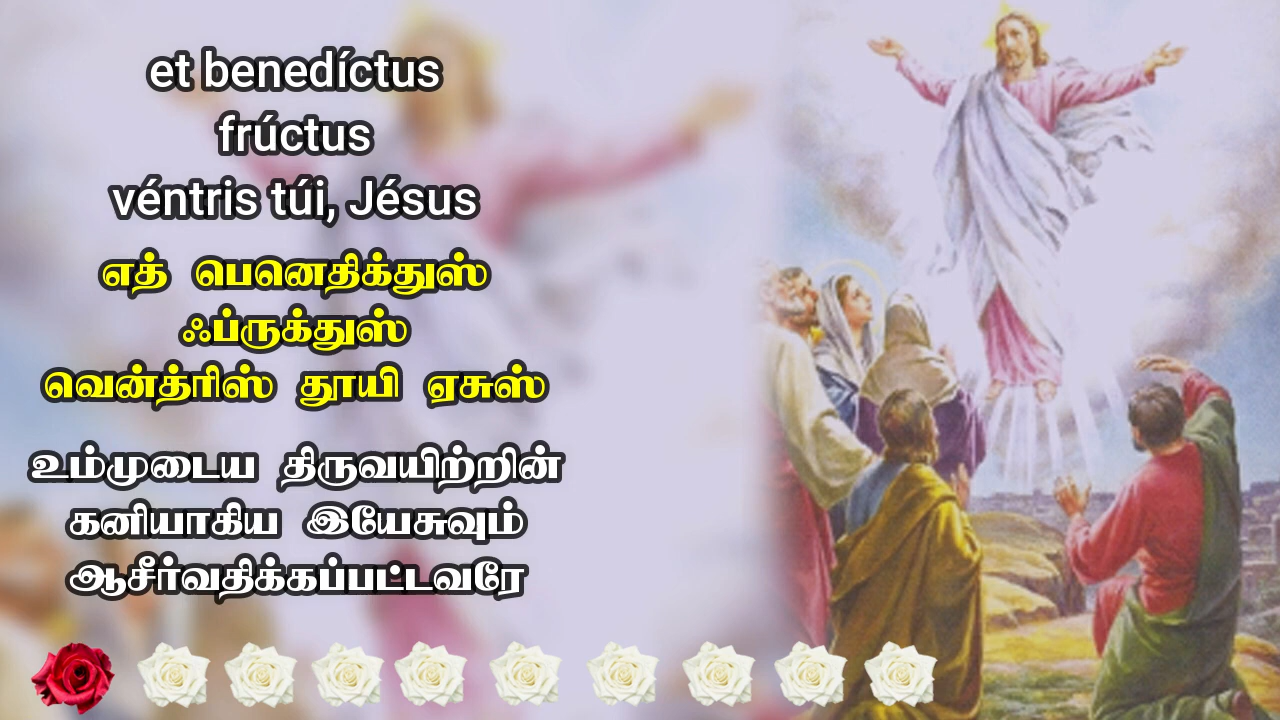 et benedíctus
frúctus
véntris túi, Jésus
எத் பெனெதிக்துஸ்
ஃப்ருக்துஸ்
வென்த்ரிஸ் தூயி ஏசுஸ்
உம்முடைய திருவயிற்றின்
கனியாகிய இயேசுவும்
ஆசீர்வதிக்கப்பட்டவரே